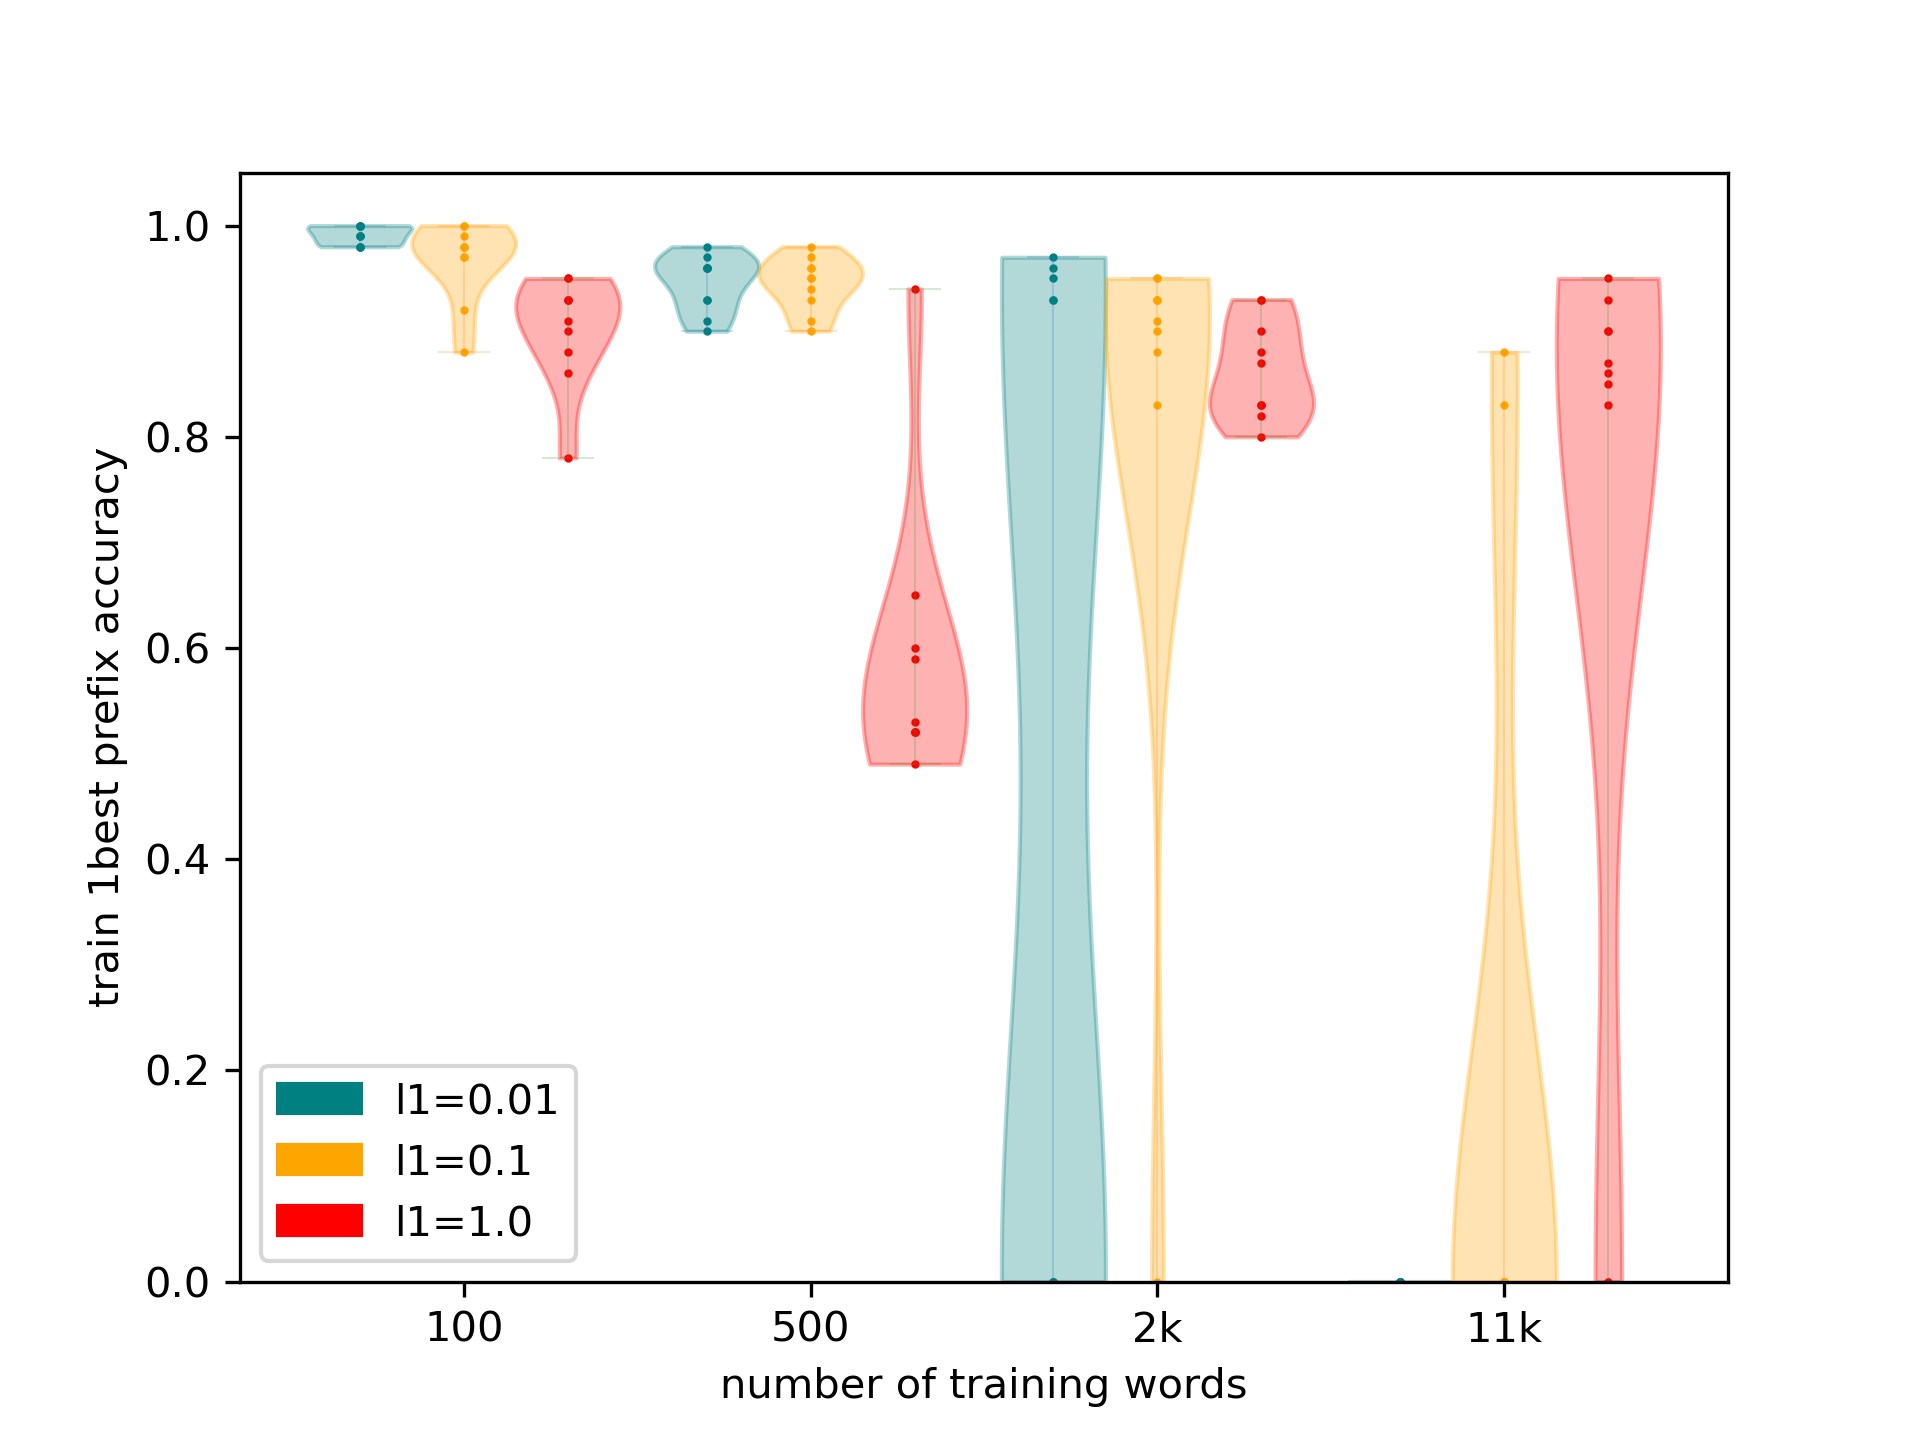 train 1best prefix accuracy
1.0
0.8
0.6
0.4
0.2
0.0
l1=0.01
l1=0.1
l1=1.0
100 500 2k 11k
number of training words